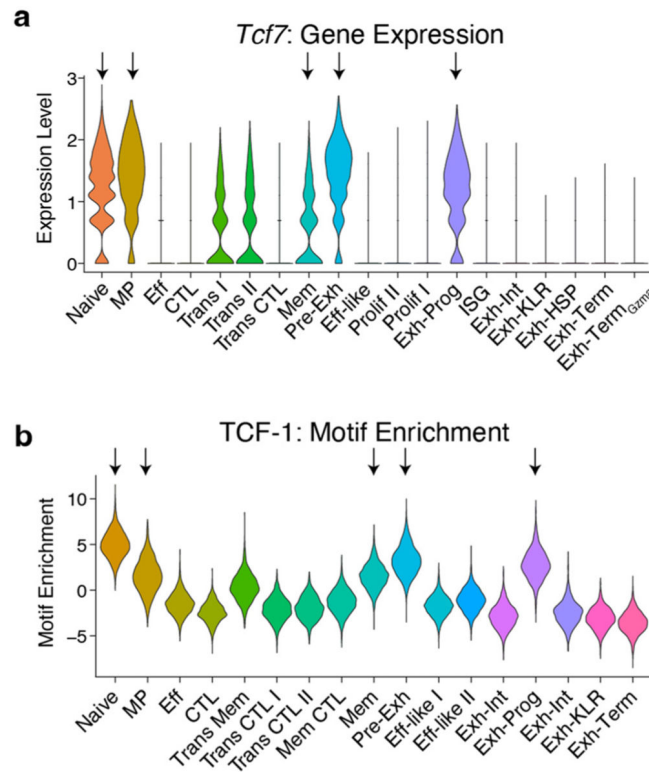 a
Tcf7: Gene Expression
Expression Level
3
2
1
0
Naive
MP
Eff
CTL
Trans I
Trans II
Trans CTL
Mem
Pre-Exh
Eff-like
Prolif II
Prolif I
Exh-Prog
ISG
Exh-Int
Exh-KLR
Exh-HSP
Exh-Term
Exh-TermGzma
b
TCF-1: Motif Enrichment
Motif Enrichment
10
5
0
−5
Naive
MP
Eff
CTL
Trans Mem
Trans CTL I
Trans CTL II
Mem CTL
Mem
Pre-Exh
Eff-like I
Eff-like II
Exh-Int
Exh-Prog
Exh-Int
Exh-KLR
Exh-Term